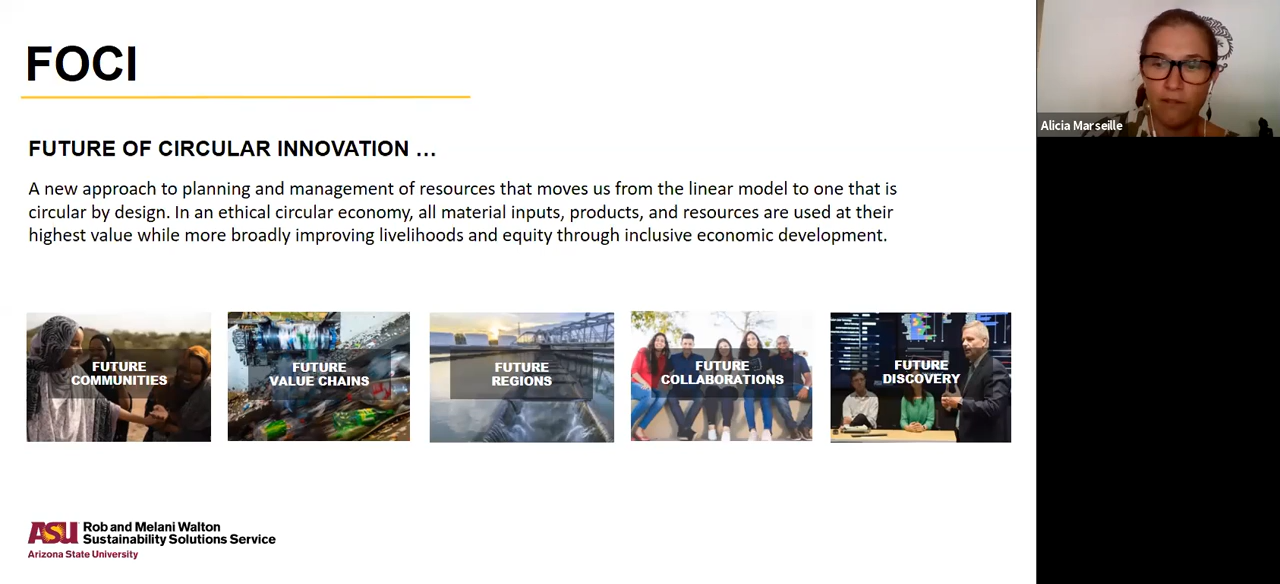 FOCI
FUTURE OF CIRCULAR INNOVATION …
A new approach to planning and management of resources that moves us from the linear model to one that is
circular by design. In an ethical circular economy, all material inputs, products, and resources are used at their
highest value while more broadly improving livelihoods and equity through inclusive economic development.
FUTURE
COMMUNITIES
FUTURE
VALUE CHAINS
FUTURE
REGIONS
FUTURE
COLLABORATIONS
FUTURE
DISCOVERY
ASU
Rob and Melani Walton
Sustainability Solutions Service
Arizona State University
Alicia Marseille